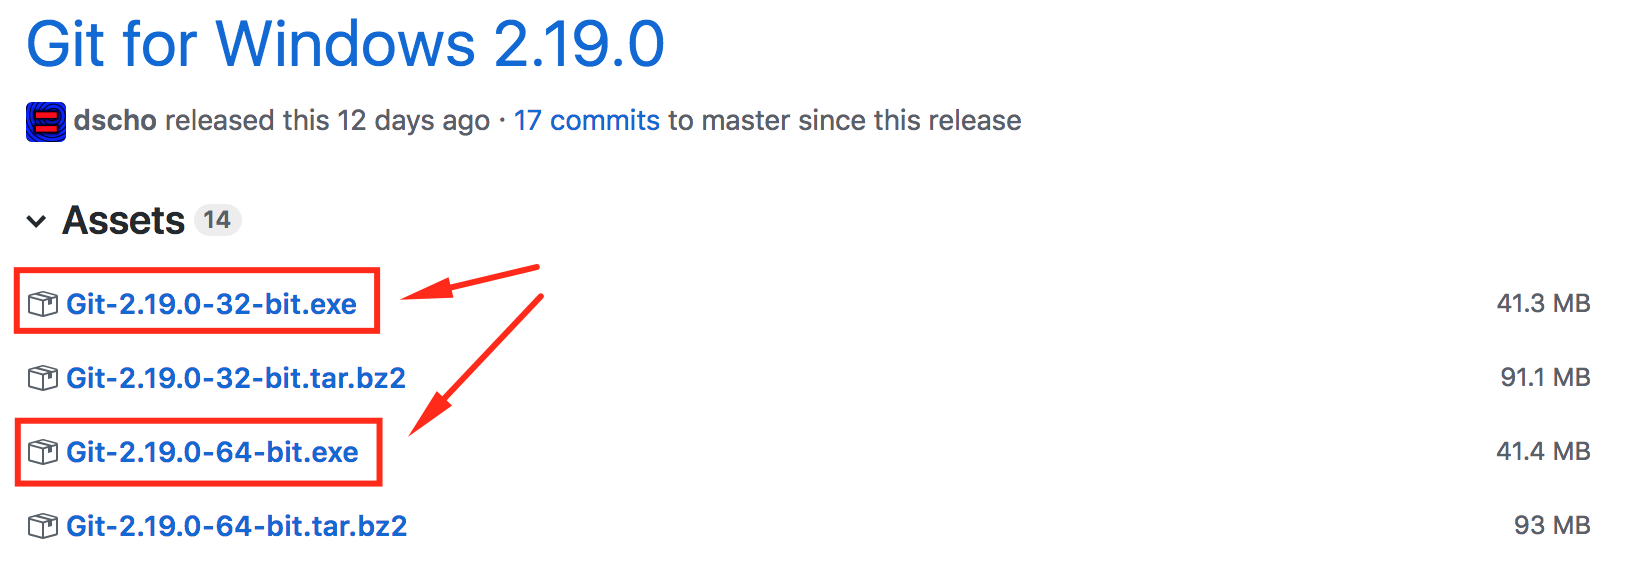 Git for Windows 2.19.0
dscho released this 12 days ago · 17 commits to master since this release
Assets 14
Git-2.19.0-32-bit.exe 41.3 MB
Git-2.19.0-32-bit.tar.bz2 91.1 MB
Git-2.19.0-64-bit.exe 41.4 MB
Git-2.19.0-64-bit.tar.bz2 93 MB